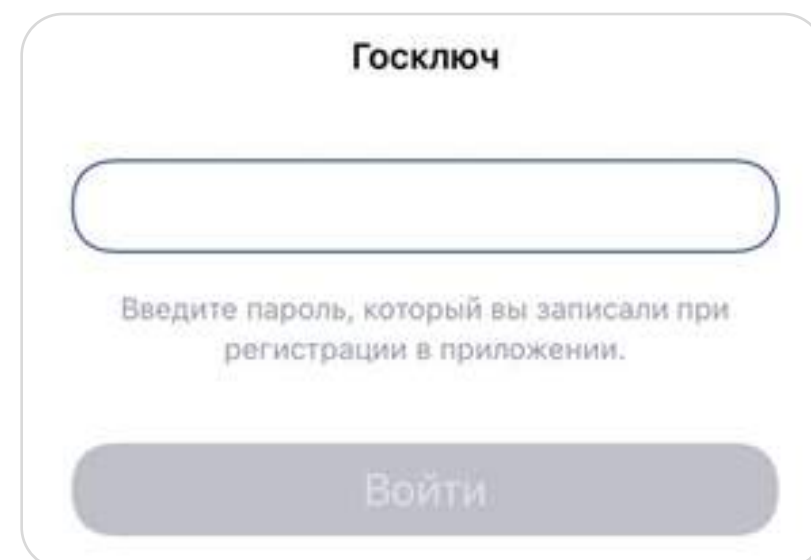 Госключ
Введите пароль, который вы записали при
регистрации в приложении.
Войти